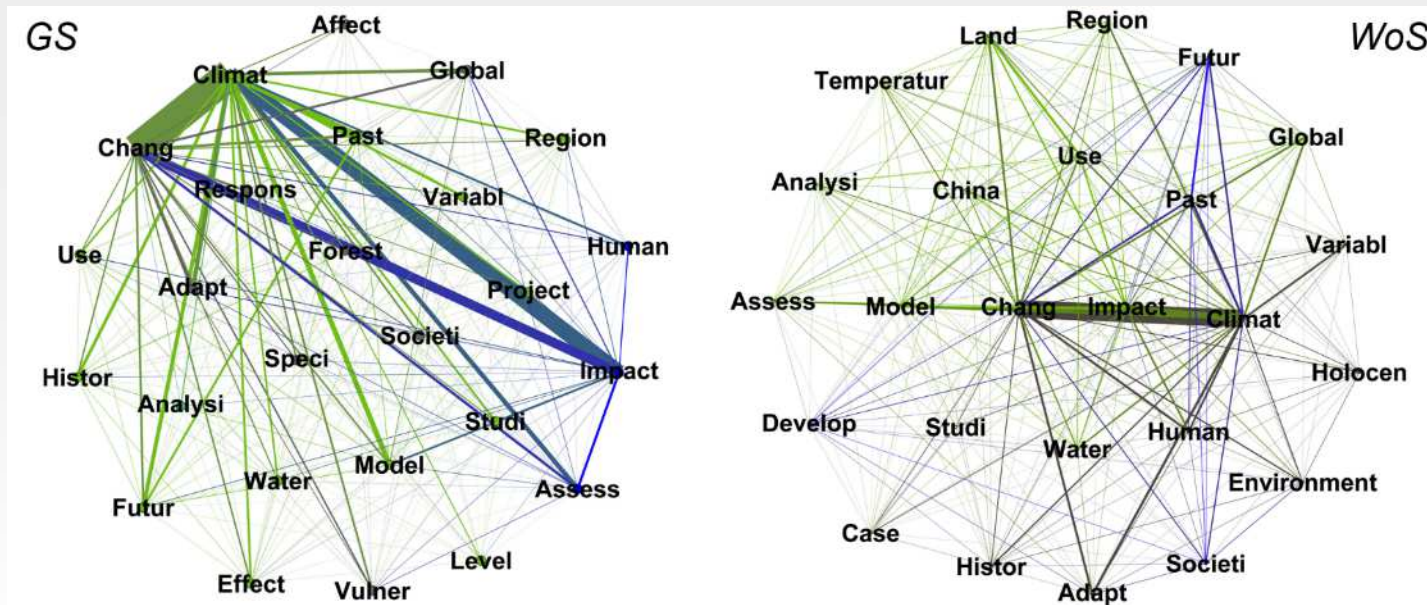 GS
Affect
Climat
Global
Chang
Past
Region
Respons
Variabl
Use
Forest
Human
Adapt
Project
Societi
Speci
Impact
Histor
Analysi
Studi
Model
Water
Assess
Futur
Level
Effect
Vulner
WoS
Region
Land
Futur
Temperatur
Global
Use
Analysi
China
Past
Variabl
Assess
Model
Chang
Impact
Climat
Holocen
Develop
Studi
Human
Water
Environment
Case
Histor
Societi
Adapt